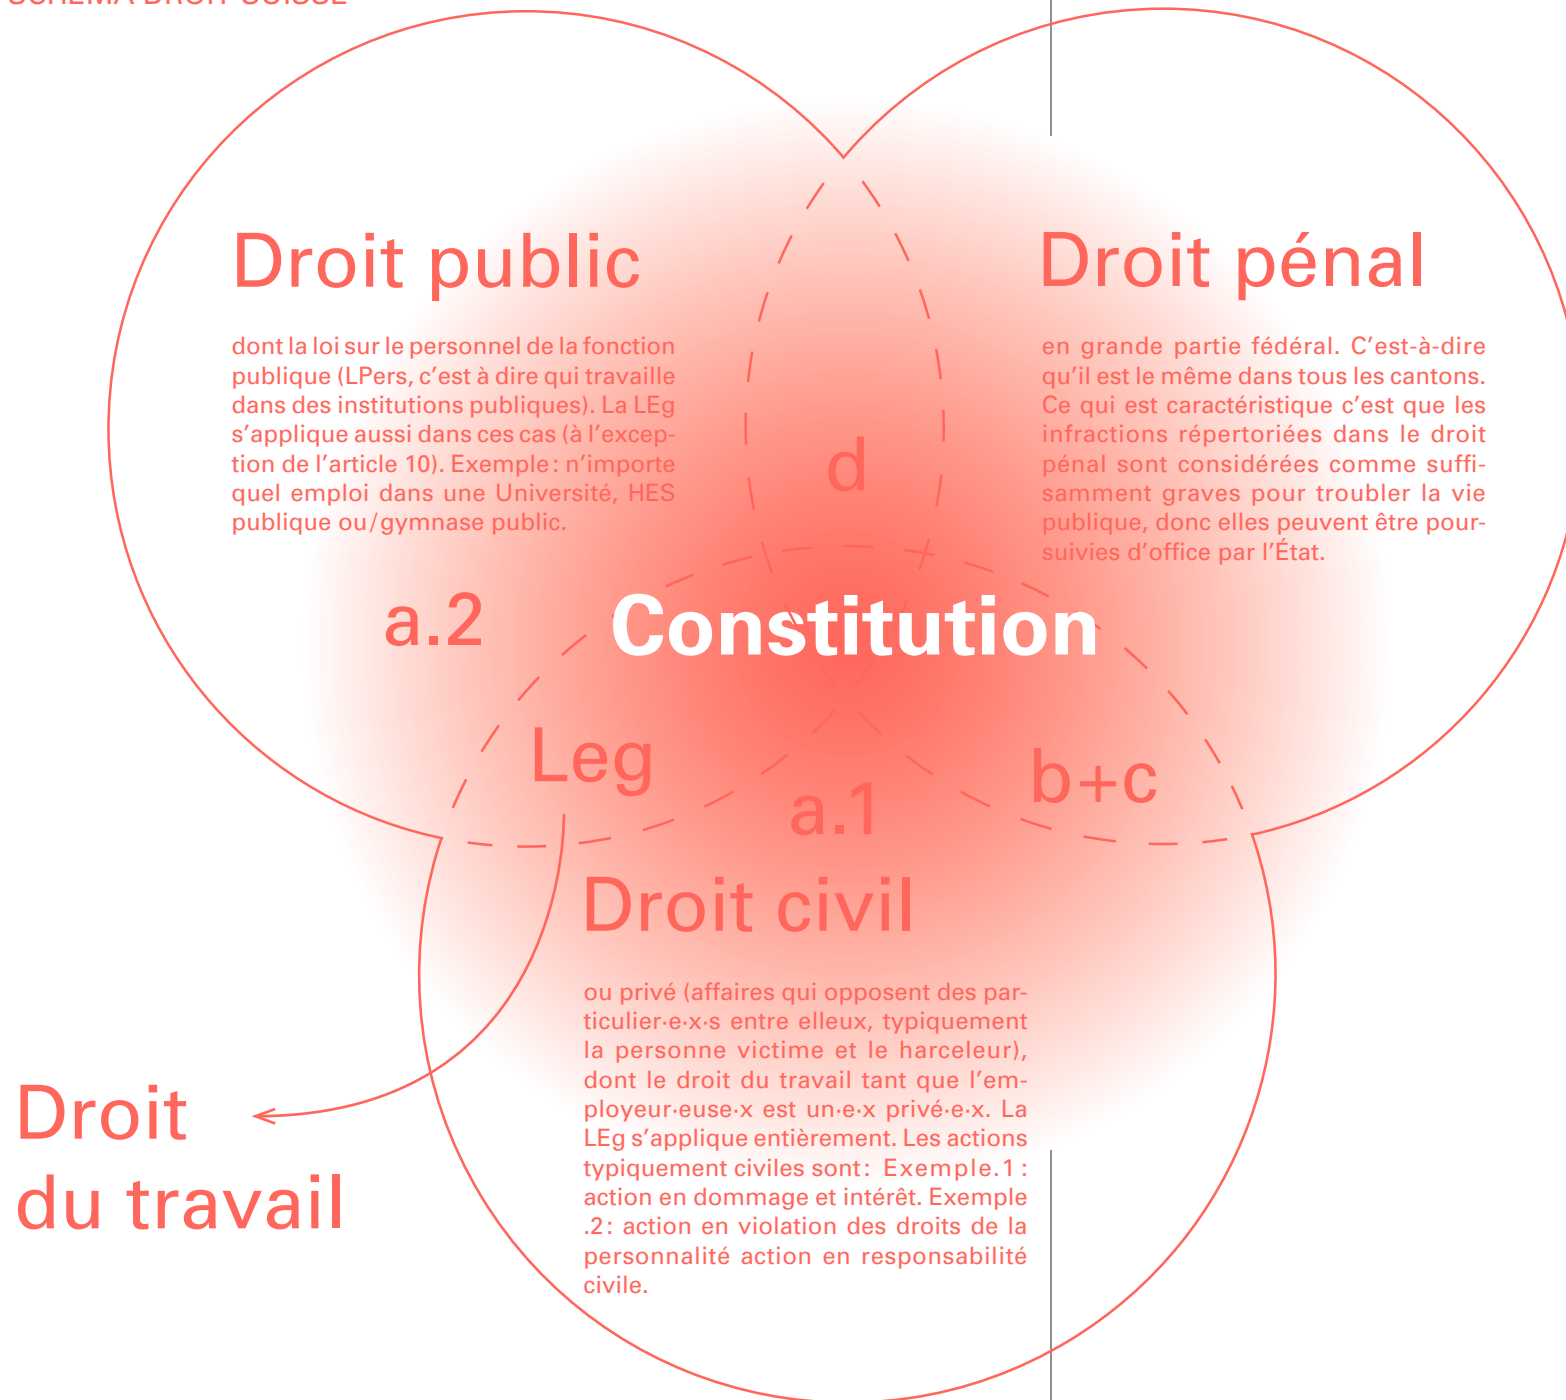 SCHÉMA DROIT SUISSE
Droit public
dont la loi sur le personnel de la fonction
publique (LPers, c’est à dire qui travaille
dans des institutions publiques). La LEg
s’applique aussi dans ces cas (à l’excep-
tion de l’article 10). Exemple : n’importe
quel emploi dans une Université, HES
publique ou/gymnase public.
Droit pénal
en grande partie fédéral. C’est-à-dire
qu’il est le même dans tous les cantons.
Ce qui est caractéristique c’est que les
infractions répertoriées dans le droit
pénal sont considérées comme suffi-
samment graves pour troubler la vie
publique, donc elles peuvent être pour-
suivies d’office par l’État.
d
a.2
Constitution
Leg
b+c
a.1
Droit civil
ou privé (affaires qui opposent des par-
ticulier·e·x·s entre elleux, typiquement
la personne victime et le harceleur),
dont le droit du travail tant que l’em-
ployeur·euse·x est un·e·x privé·e·x. La
LEg s’applique entièrement. Les actions
typiquement civiles sont : Exemple.1 :
action en dommage et intérêt. Exemple
.2 : action en violation des droits de la
personnalité action en responsabilité
civile.
Droit
du travail